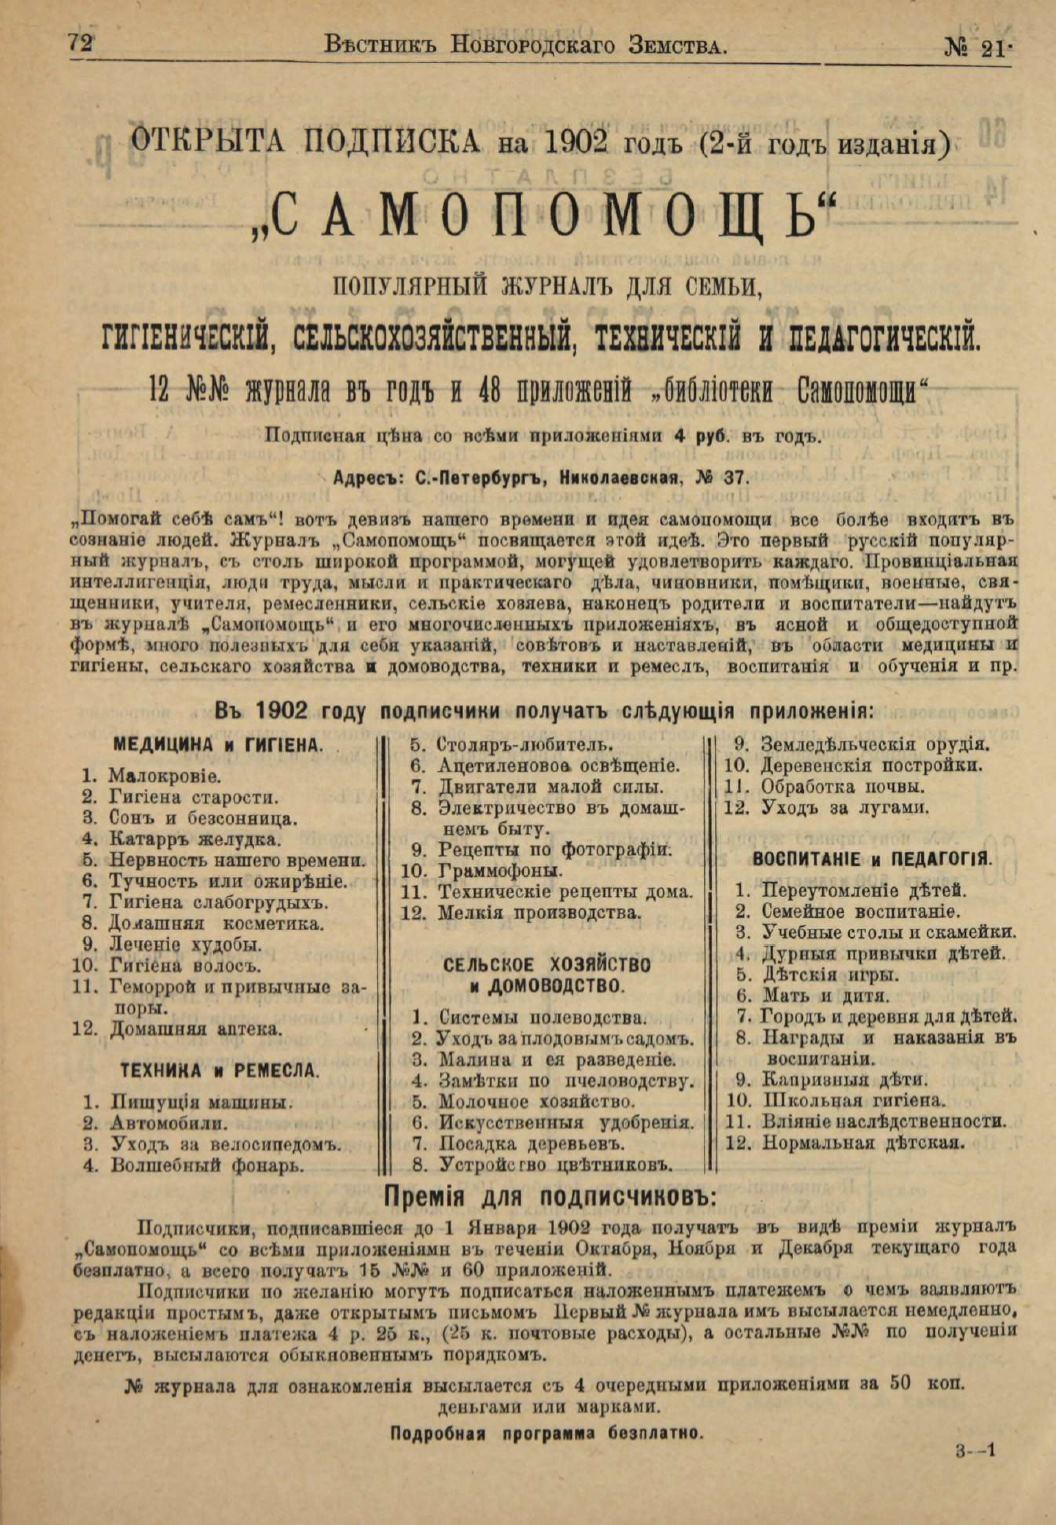 72
Вѣстникъ Новгородскаго Земства.
№ 21·
ОТКРЫТА ПОДПИСКА на 1902 годъ (2-й годъ изданія)
„САМОПОМОЩЬ“
ПОПУЛЯРНЫЙ ЖУРНАЛЪ ДЛЯ СЕМЬИ,
ГИГІЕНИЧЕСКІЙ, СЕЛЬСКОХОЗЯЙСТВЕННЫЙ, ТЕХНИЧЕСКІЙ И ПЕДАГОГИЧЕСКІЙ.
12 №№ журнала въ годъ и 48 приложеній „библіотеки Самопомощи“
Подписная цѣна со всѣми приложеніями 4 руб. въ годъ.
Адресъ: С.-Петербургъ, Николаевская, № 37.
„Помогай себѣ самъ“! вотъ девизъ нашего времени и идея самопомощи все болѣе входитъ въ
сознаніе людей. Журналъ „Самопомощь“ посвящается этой идеѣ. Это первый русскій популяр-
ный журналъ, съ столь широкой программой, могущей удовлетворить каждаго. Провинціальная
интеллигенція, люди труда, мысли и практическаго дѣла, чиновники, помѣщики, военные, свя-
щенники, учителя, ремесленники, сельскіе хозяева, наконецъ родители и воспитатели—найдутъ
въ журналѣ „Самопомощь“ и его многочисленныхъ приложеніяхъ, въ ясной и общедоступной
формѣ, много полезныхъ для себя указаній, совѣтовъ и наставленій, въ области медицины и
гигіены, сельскаго хозяйства и домоводства, техники и ремеслъ, воспитанія и обученія и пр.
Въ 1902 году подписчики получатъ слѣдующія приложенія:
МЕДИЦИНА и ГИГІЕНА.
1. Малокровіе.
2. Гигіена старости.
3. Сонъ и безсонница.
4. Катарръ желудка.
5. Нервность нашего времени.
6. Тучность или ожирѣніе.
7. Гигіена слабогрудыхъ.
8. Домашняя косметика.
9. Леченіе худобы.
10. Гигіена волосъ.
11. Геморрой и привычные за-
поры.
12. Домашняя аптека.
ТЕХНИКА и РЕМЕСЛА.
1. Пишущія машины.
2. Автомобили.
3. Уходъ за велосипедомъ.
4. Волшебный фонарь.
5. Столяръ-любитель.
6. Ацетиленовое освѣщеніе.
7. Двигатели малой силы.
8. Электричество въ домаш-
немъ быту.
9. Рецепты по фотографіи.
10. Граммофоны.
11. Техническіе рецепты дома.
12. Мелкія производства.
СЕЛЬСКОЕ ХОЗЯЙСТВО
и ДОМОВОДСТВО.
1. Системы полеводства.
2. Уходъ за плодовымъ садомъ.
3. Малина и ея разведеніе.
4. Замѣтки по пчеловодству.
5. Молочное хозяйство.
6. Искусственныя удобренія.
7. Посадка деревьевъ.
8. Устройство цвѣтниковъ.
9. Земледѣльческія орудія.
10. Деревенскія постройки.
11. Обработка почвы.
12. Уходъ за лугами.
ВОСПИТАНІЕ и ПЕДАГОГІЯ.
1. Переутомленіе дѣтей.
2. Семейное воспитаніе.
3. Учебные столы и скамейки.
4. Дурныя привычки дѣтей.
5. Дѣтскія игры.
6. Мать и дитя.
7. Городъ и деревня для дѣтей.
8. Награды и наказанія въ
воспитаніи.
9. Капризныя дѣти.
10. Школьная гигіена.
11. Вліяніе наслѣдственности.
12. Нормальная дѣтская.
Премія для подписчиковъ:
Подписчики, подписавшіеся до 1 Января 1902 года получатъ въ видѣ преміи журналъ
„Самопомощь“ со всѣми приложеніями въ теченіи Октября, Ноября и Декабря текущаго года
безплатно, а всего получатъ 15 №№ и 60 приложеній.
Подписчики по желанію могутъ подписаться наложеннымъ платежемъ о чемъ заявляютъ
редакціи простымъ, даже открытымъ письмомъ Первый № журнала имъ высылается немедленно,
съ наложеніемъ платежа 4 р. 25 к., (25 к. почтовые расходы), а остальные №№ по полученіи
денегъ, высылаются обыкновеннымъ порядкомъ.
№ журнала для ознакомленія высылается съ 4 очередными приложеніями за 50 коп.
деньгами или марками.
Подробная программа безплатно.
3--1